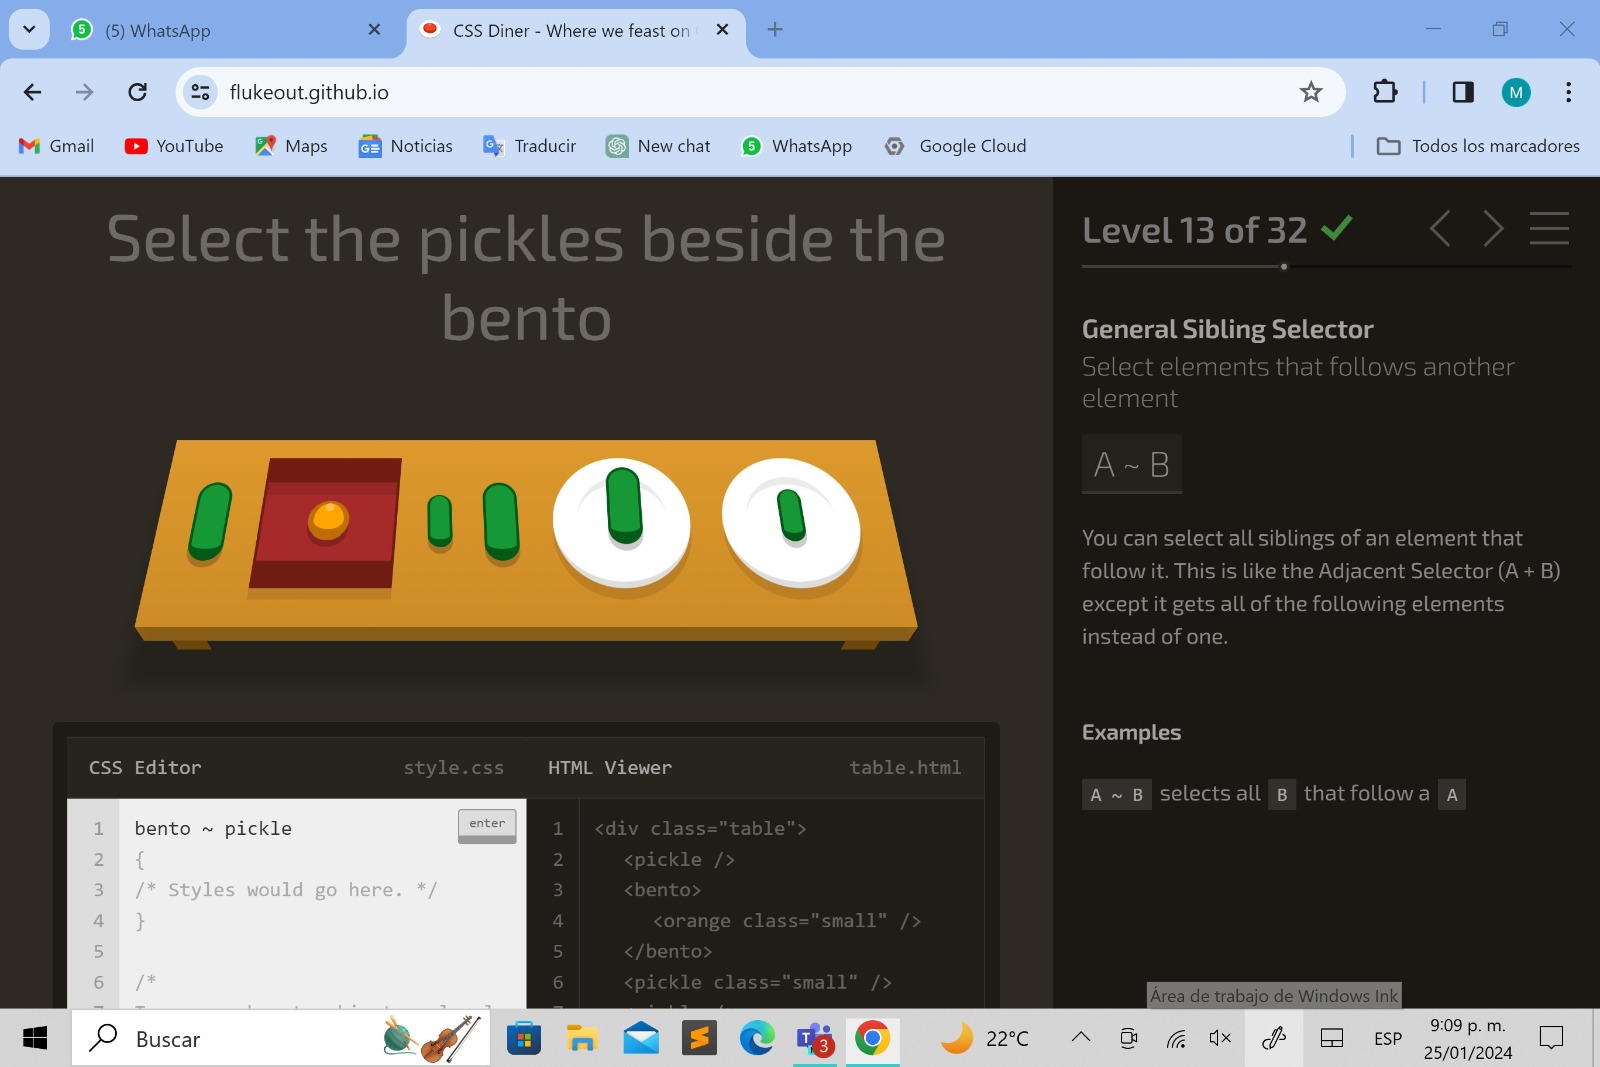 5 (5) WhatsApp
CSS Diner - Where we feast on
flukeout.github.io
M
Gmail YouTube Maps GE Noticias Traducir New chat 5 WhatsApp Google Cloud Todos los marcadores
Select the pickles beside the
bento
Level 13 of 32
General Sibling Selector
Select elements that follows another
element
A ~ B
You can select all siblings of an element that
follow it. This is like the Adjacent Selector (A + B)
except it gets all of the following elements
instead of one.
Examples
A ~ B selects all B that follow a A
CSS Editor style.css
1 bento ~ pickle enter
2 {
3 /* Styles would go here. */
4 }
5
6 /*
HTML Viewer table.html
1 <div class="table">
2 <pickle />
3 <bento>
4 <orange class="small" />
5 </bento>
6 <pickle class="small" />
Área de trabajo de Windows Ink
Buscar
3
22°C
ESP
9:09 p. m.
25/01/2024